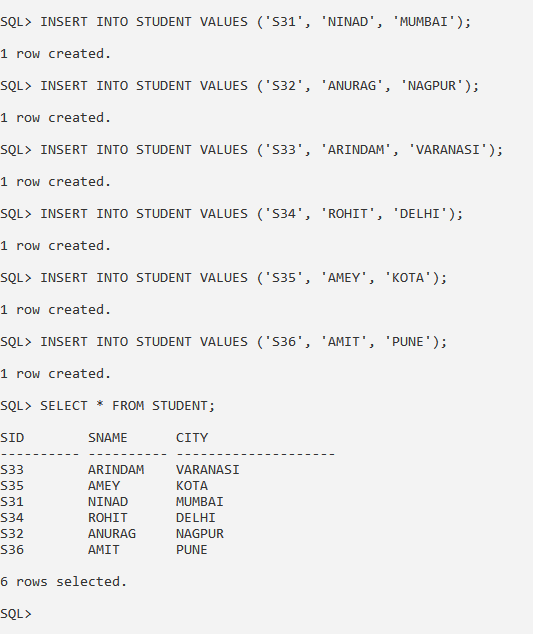 SQL> INSERT INTO STUDENT VALUES ('S31', 'NINAD', 'MUMBAI');
1 row created.
SQL> INSERT INTO STUDENT VALUES ('S32', 'ANURAG', 'NAGPUR');
1 row created.
SQL> INSERT INTO STUDENT VALUES ('S33', 'ARINDAM', 'VARANASI');
1 row created.
SQL> INSERT INTO STUDENT VALUES ('S34', 'ROHIT', 'DELHI');
1 row created.
SQL> INSERT INTO STUDENT VALUES ('S35', 'AMEY', 'KOTA');
1 row created.
SQL> INSERT INTO STUDENT VALUES ('S36', 'AMIT', 'PUNE');
1 row created.
SQL> SELECT * FROM STUDENT;
SID        SNAME      CITY
---------- ---------- --------------------
S33        ARINDAM    VARANASI
S35        AMEY       KOTA
S31        NINAD      MUMBAI
S34        ROHIT      DELHI
S32        ANURAG     NAGPUR
S36        AMIT       PUNE
6 rows selected.
SQL>